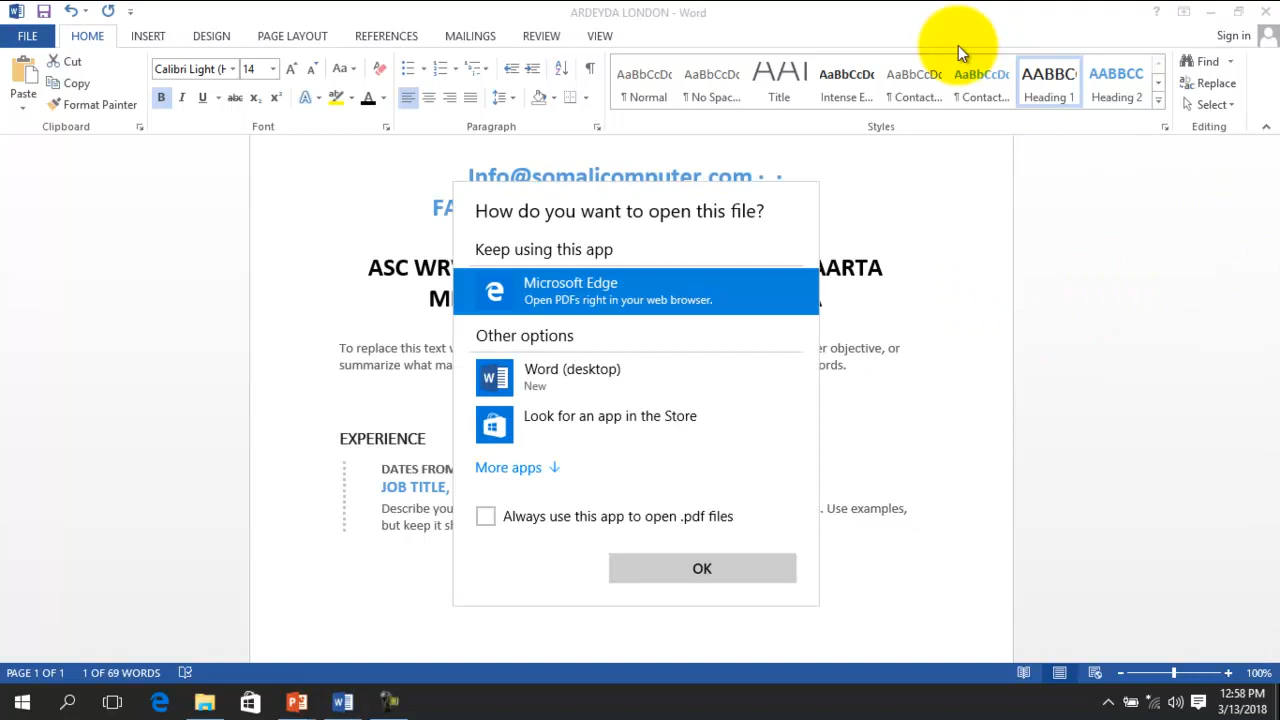 ARDEYDA LONDON - Word
?
Sign in
FILE
HOME
INSERT
DESIGN
PAGE LAYOUT
REFERENCES
MAILINGS
REVIEW
VIEW
Paste
Cut
Copy
Format Painter
Clipboard
Calibri Light (H
14
Aa
B I U abc X₂ X²
A
Font
Paragraph
AaBbCcDc
¶ Normal
AaBbCcDc
¶ No Spac...
AAI
Title
AaBbCcDc
Intense E...
AaBbCcDc
¶ Contact...
AaBbCcDc
¶ Contact...
AABBC
Heading 1
AABBCC
Heading 2
Styles
Find
Replace
Select
Editing
Info@somalicomputer.com · ·
FA
ASC WR
AARTA
M
A
To replace this text
er objective, or
summarize what ma
ords.
EXPERIENCE
DATES FROM
JOB TITLE,
Describe you
. Use examples,
but keep it sh
How do you want to open this file?
Keep using this app
Microsoft Edge
Open PDFs right in your web browser.
Other options
Word (desktop)
New
Look for an app in the Store
More apps
Always use this app to open .pdf files
OK
PAGE 1 OF 1
1 OF 69 WORDS
100%
12:58 PM
3/13/2018